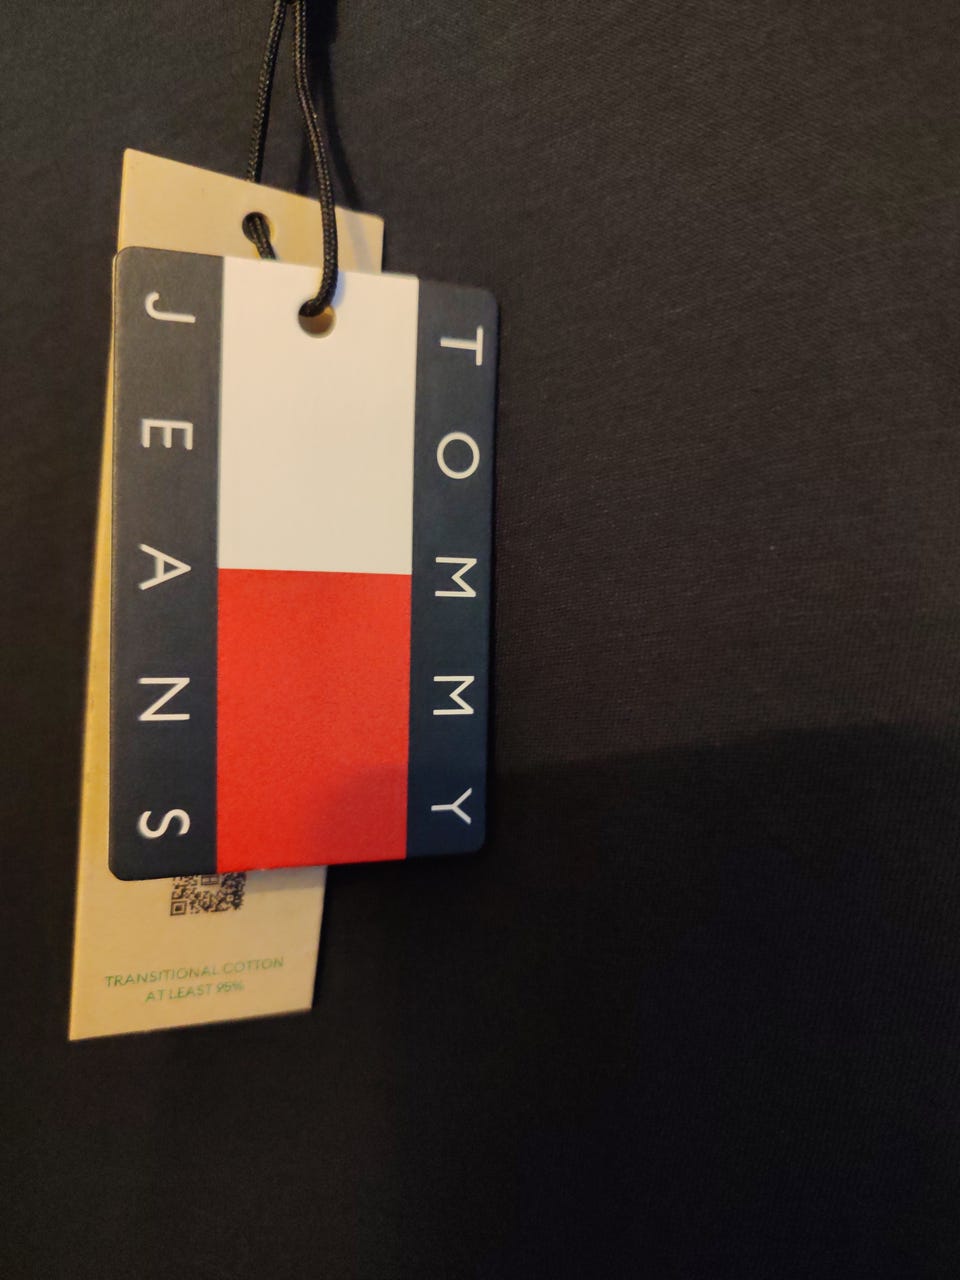 TOMMY
JEANS
TRANSITIONAL COTTON
AT LEAST 95%